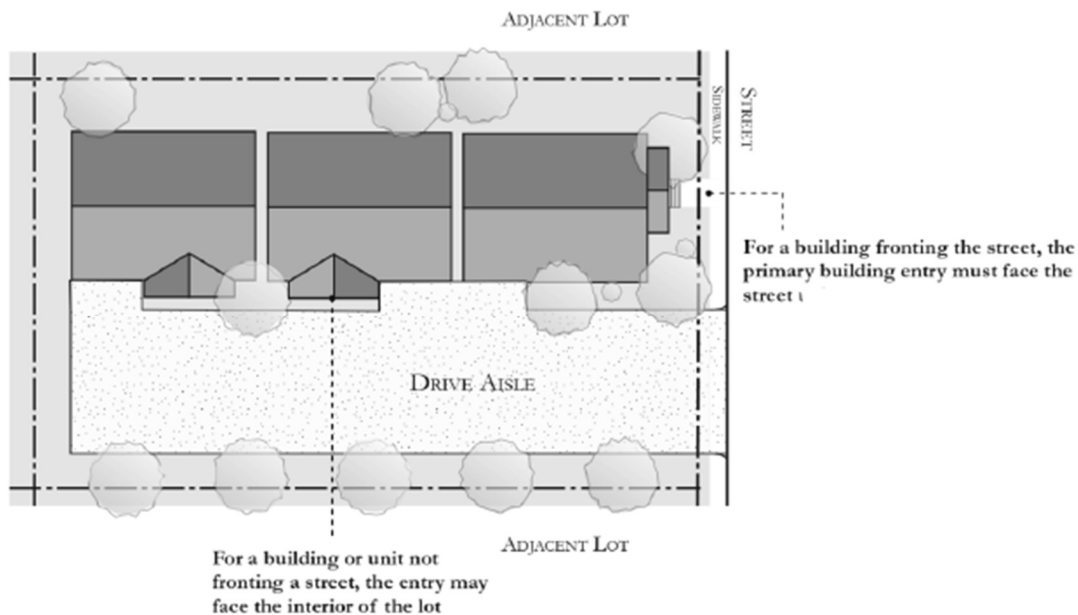 ADJACENT LOT
SIDEWALK
STREET
For a building fronting the street, the
primary building entry must face the
street
DRIVE AISLE
For a building or unit not
fronting a street, the entry may
face the interior of the lot
ADJACENT LOT